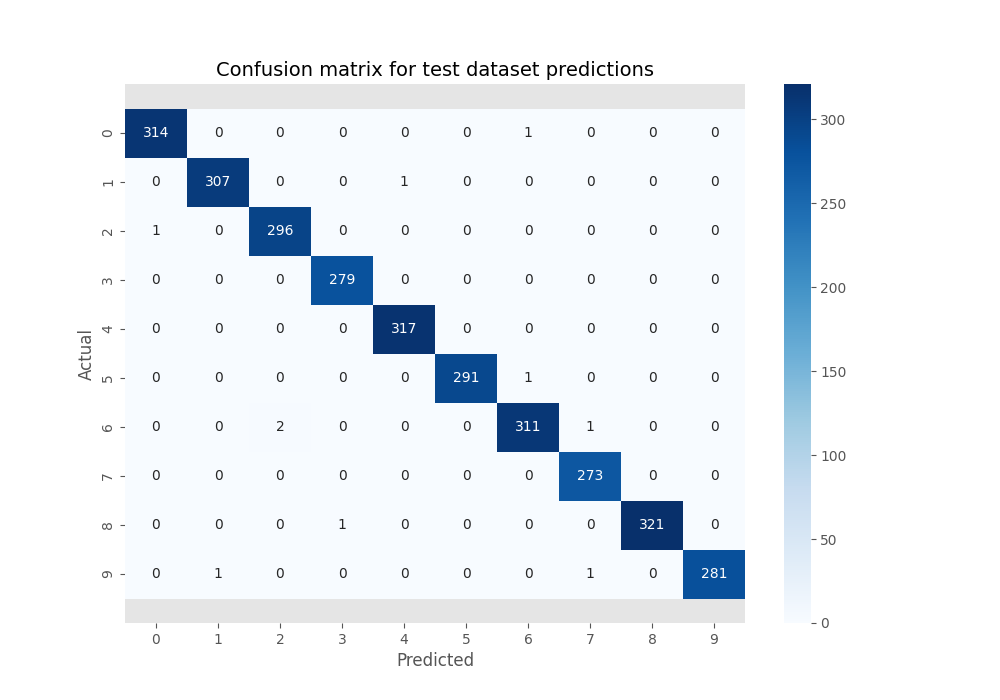 Confusion matrix for test dataset predictions
0 314 0 0 0 0 0 1 0 0 0
1 0 307 0 0 1 0 0 0 0 0
2 1 0 296 0 0 0 0 0 0 0
3 0 0 0 279 0 0 0 0 0 0
4 0 0 0 0 317 0 0 0 0 0
5 0 0 0 0 0 291 1 0 0 0
6 0 0 2 0 0 0 311 1 0 0
7 0 0 0 0 0 0 0 273 0 0
8 0 0 0 1 0 0 0 0 321 0
9 0 1 0 0 0 0 0 1 0 281
0 1 2 3 4 5 6 7 8 9
Predicted
Actual
300
250
200
150
100
50
0